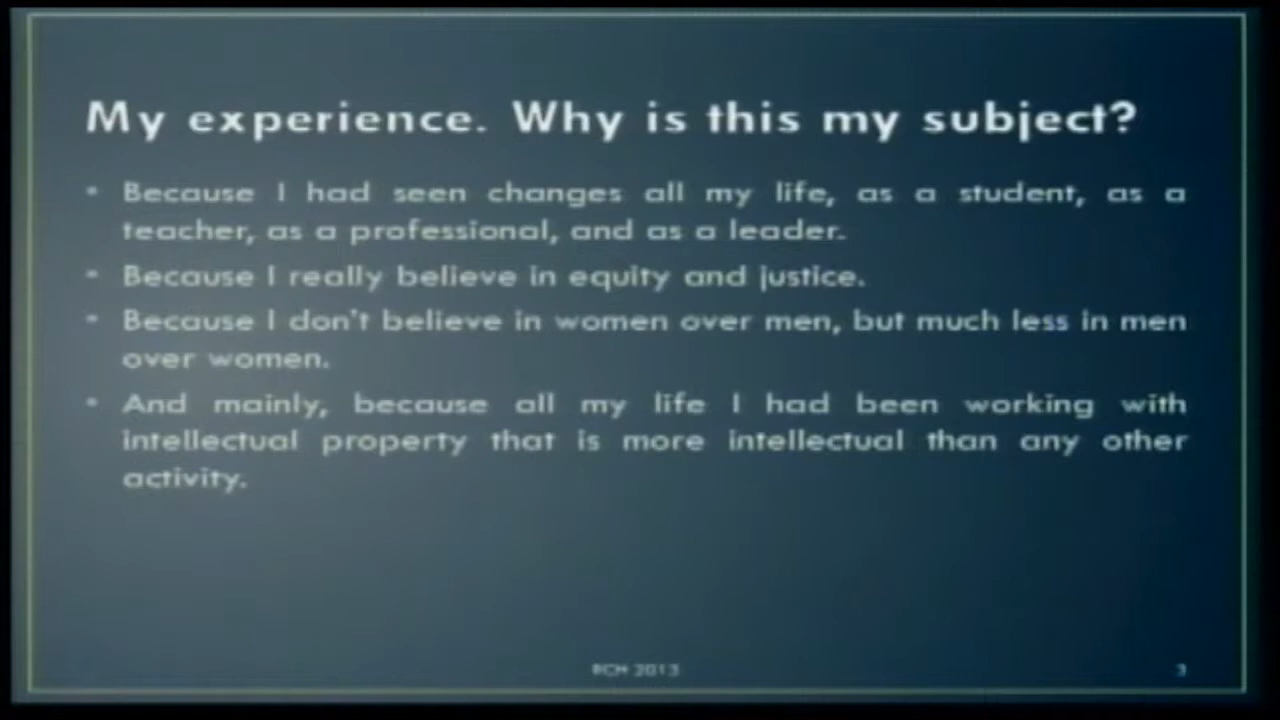 My experience. Why is this my subject?
• Because I had seen changes all my life, as a student, as a
teacher, as a professional, and as a leader.
• Because I really believe in equity and justice.
• Because I don't believe in women over men, but much less in men
over women.
• And mainly, because all my life I had been working with
intellectual property that is more intellectual than any other
activity.
2013
3